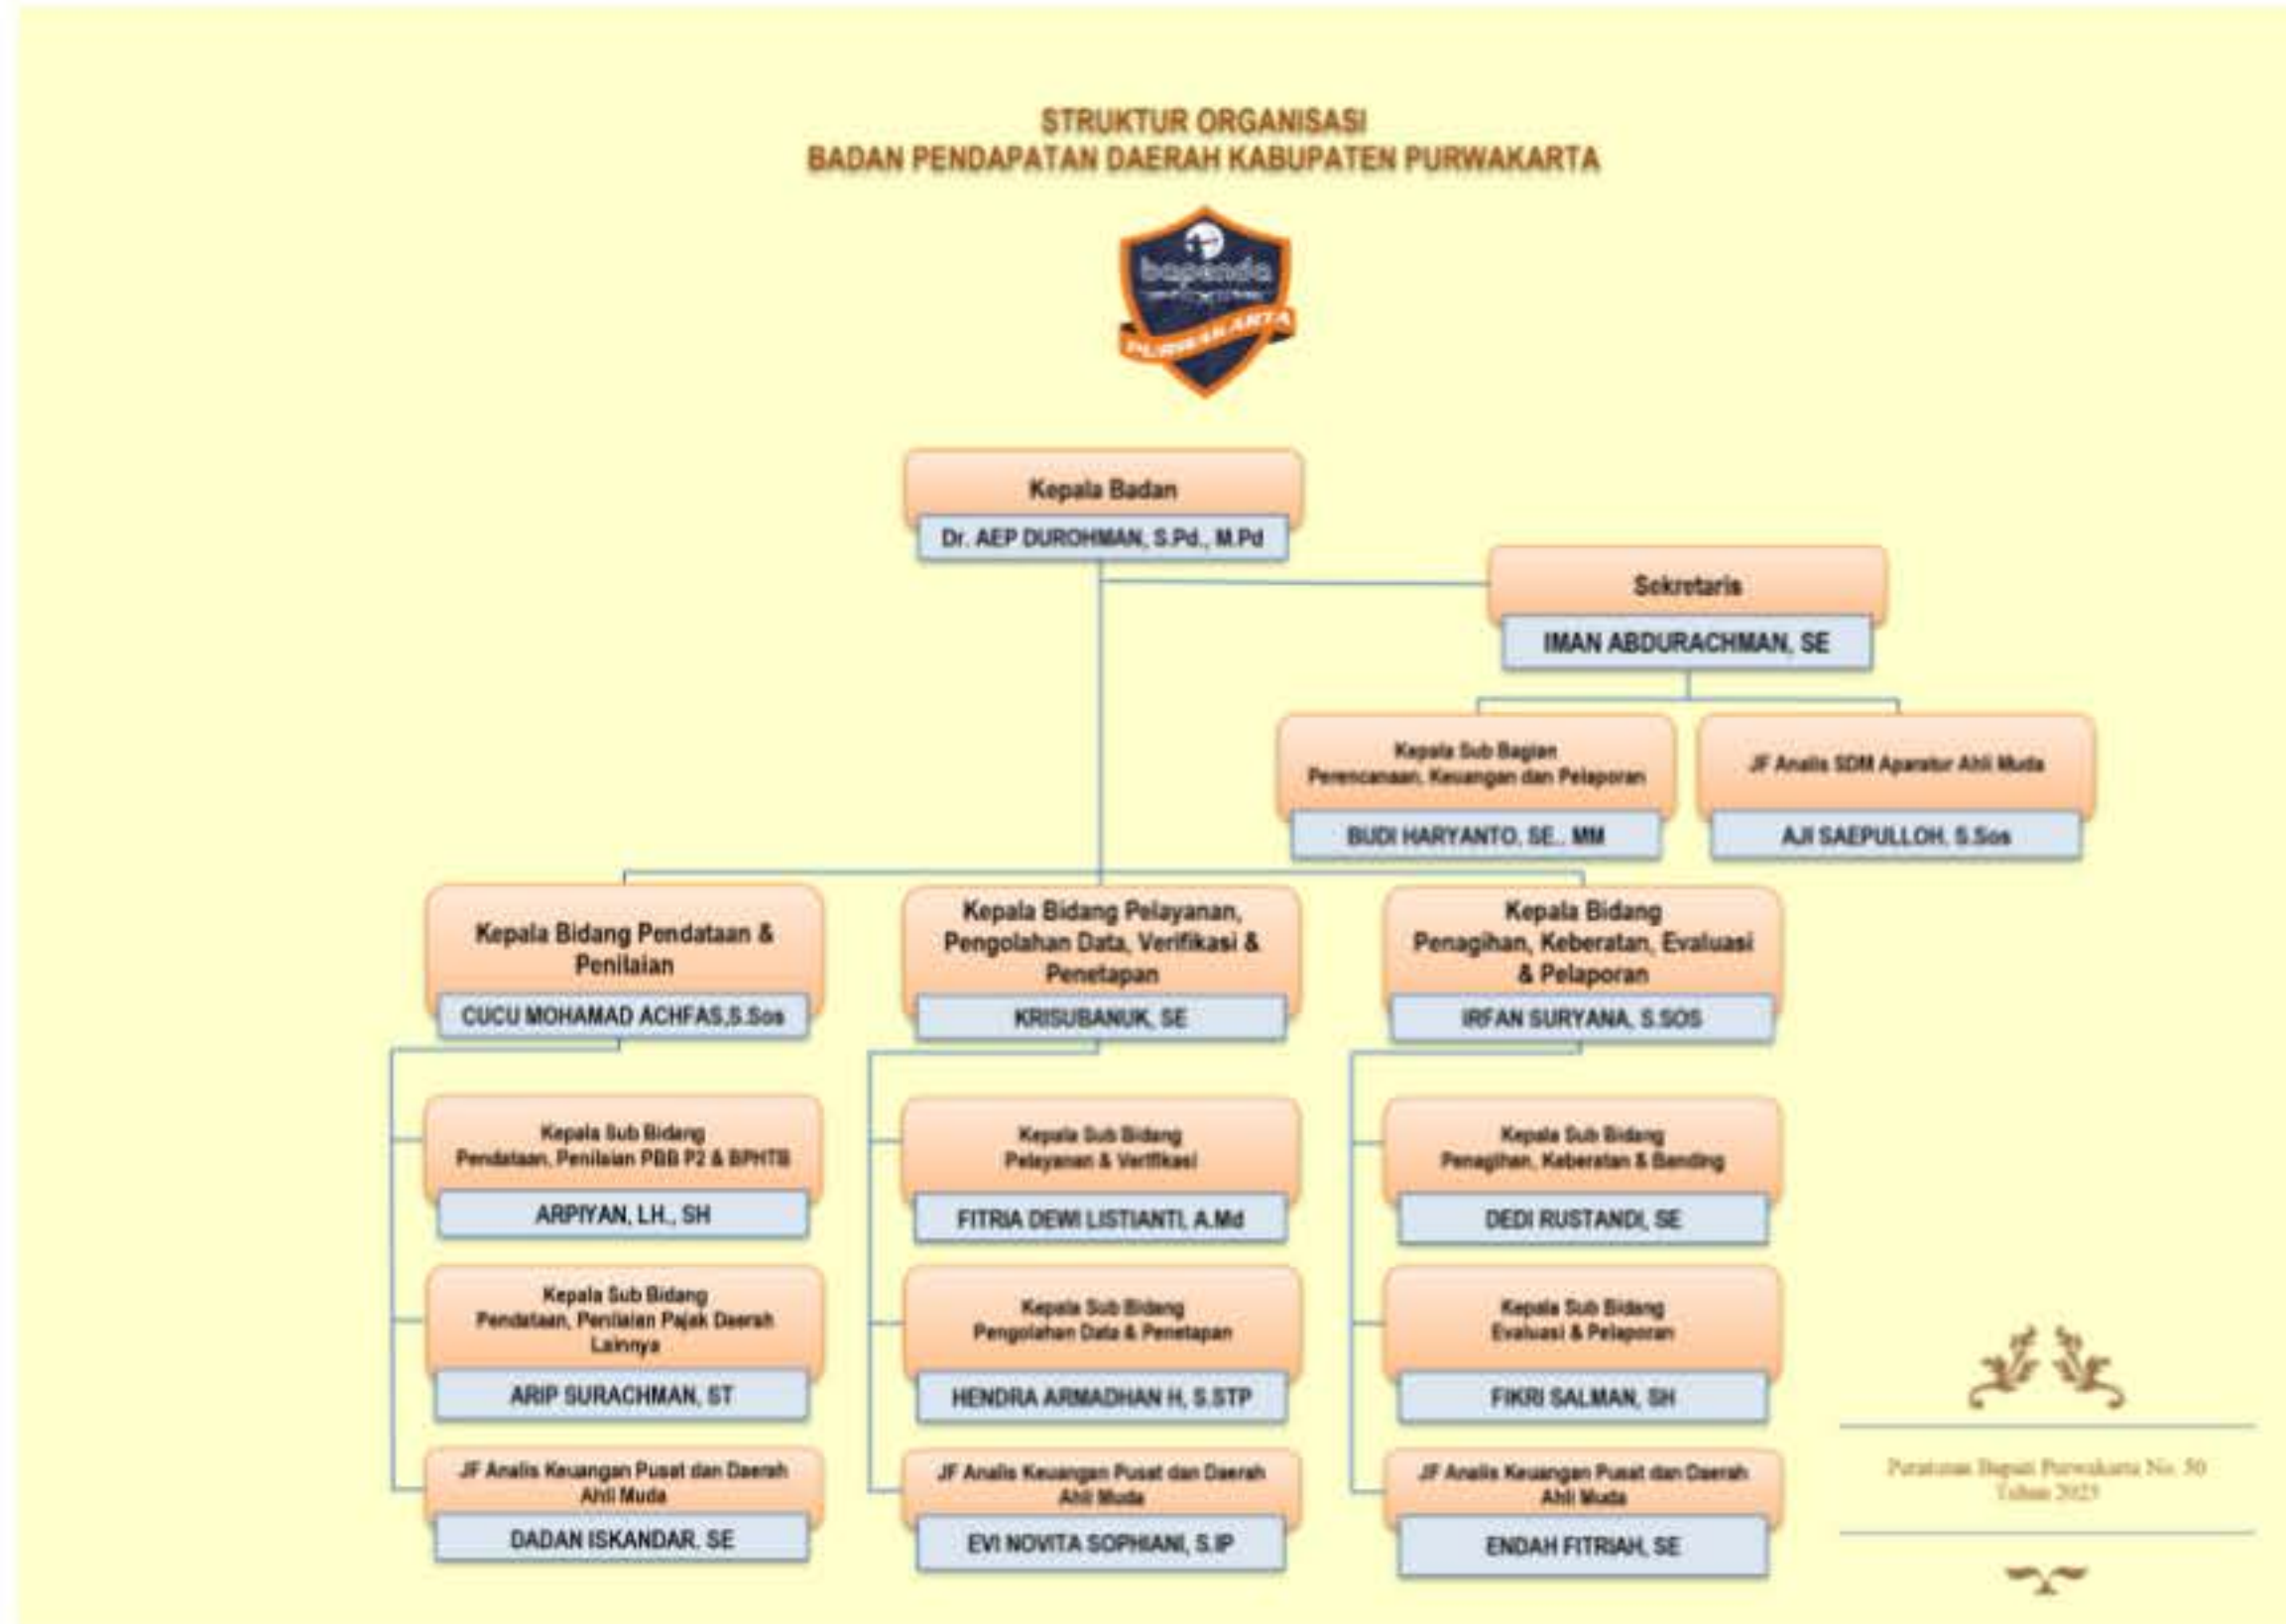 STRUKTUR ORGANISASI
BADAN PENDAPATAN DAERAH KABUPATEN PURWAKARTA
bapenda
PURWAKARTA
Kepala Badan
Dr. AEP DUROHMAN, S.Pd., M.Pd
Sekretaris
IMAN ABDURACHMAN, SE
Kepala Sub Bagian
Perencanaan, Keuangan dan Pelaporan
BUDI HARYANTO, SE., MM
JF Analis SDM Aparatur Ahli Muda
AJI SAEPULLOH, S.Sos
Kepala Bidang Pendataan &
Penilaian
CUCU MOHAMAD ACHFAS,S.Sos
Kepala Bidang Pelayanan,
Pengolahan Data, Verifikasi &
Penetapan
KRISUBANUK, SE
Kepala Bidang
Penagihan, Keberatan, Evaluasi
& Pelaporan
IRFAN SURYANA, S.SOS
Kepala Sub Bidang
Pendataan, Penilaian PBB P2 & BPHTB
ARPIYAN, LH., SH
Kepala Sub Bidang
Pendataan, Penilaian Pajak Daerah
Lainnya
ARIP SURACHMAN, ST
JF Analis Keuangan Pusat dan Daerah
Ahli Muda
DADAN ISKANDAR, SE
Kepala Sub Bidang
Pelayanan & Verifikasi
FITRIA DEWI LISTIANTI, A.Md
Kepala Sub Bidang
Pengolahan Data & Penetapan
HENDRA ARMADHAN H, S.STP
JF Analis Keuangan Pusat dan Daerah
Ahli Muda
EVI NOVITA SOPHIANI, S.IP
Kepala Sub Bidang
Penagihan, Keberatan & Banding
DEDI RUSTANDI, SE
Kepala Sub Bidang
Evaluasi & Pelaporan
FIKRI SALMAN, SH
JF Analis Keuangan Pusat dan Daerah
Ahli Muda
ENDAH FITRIAH, SE
Peraturan Bupati Purwakarta No. 50
Tahun